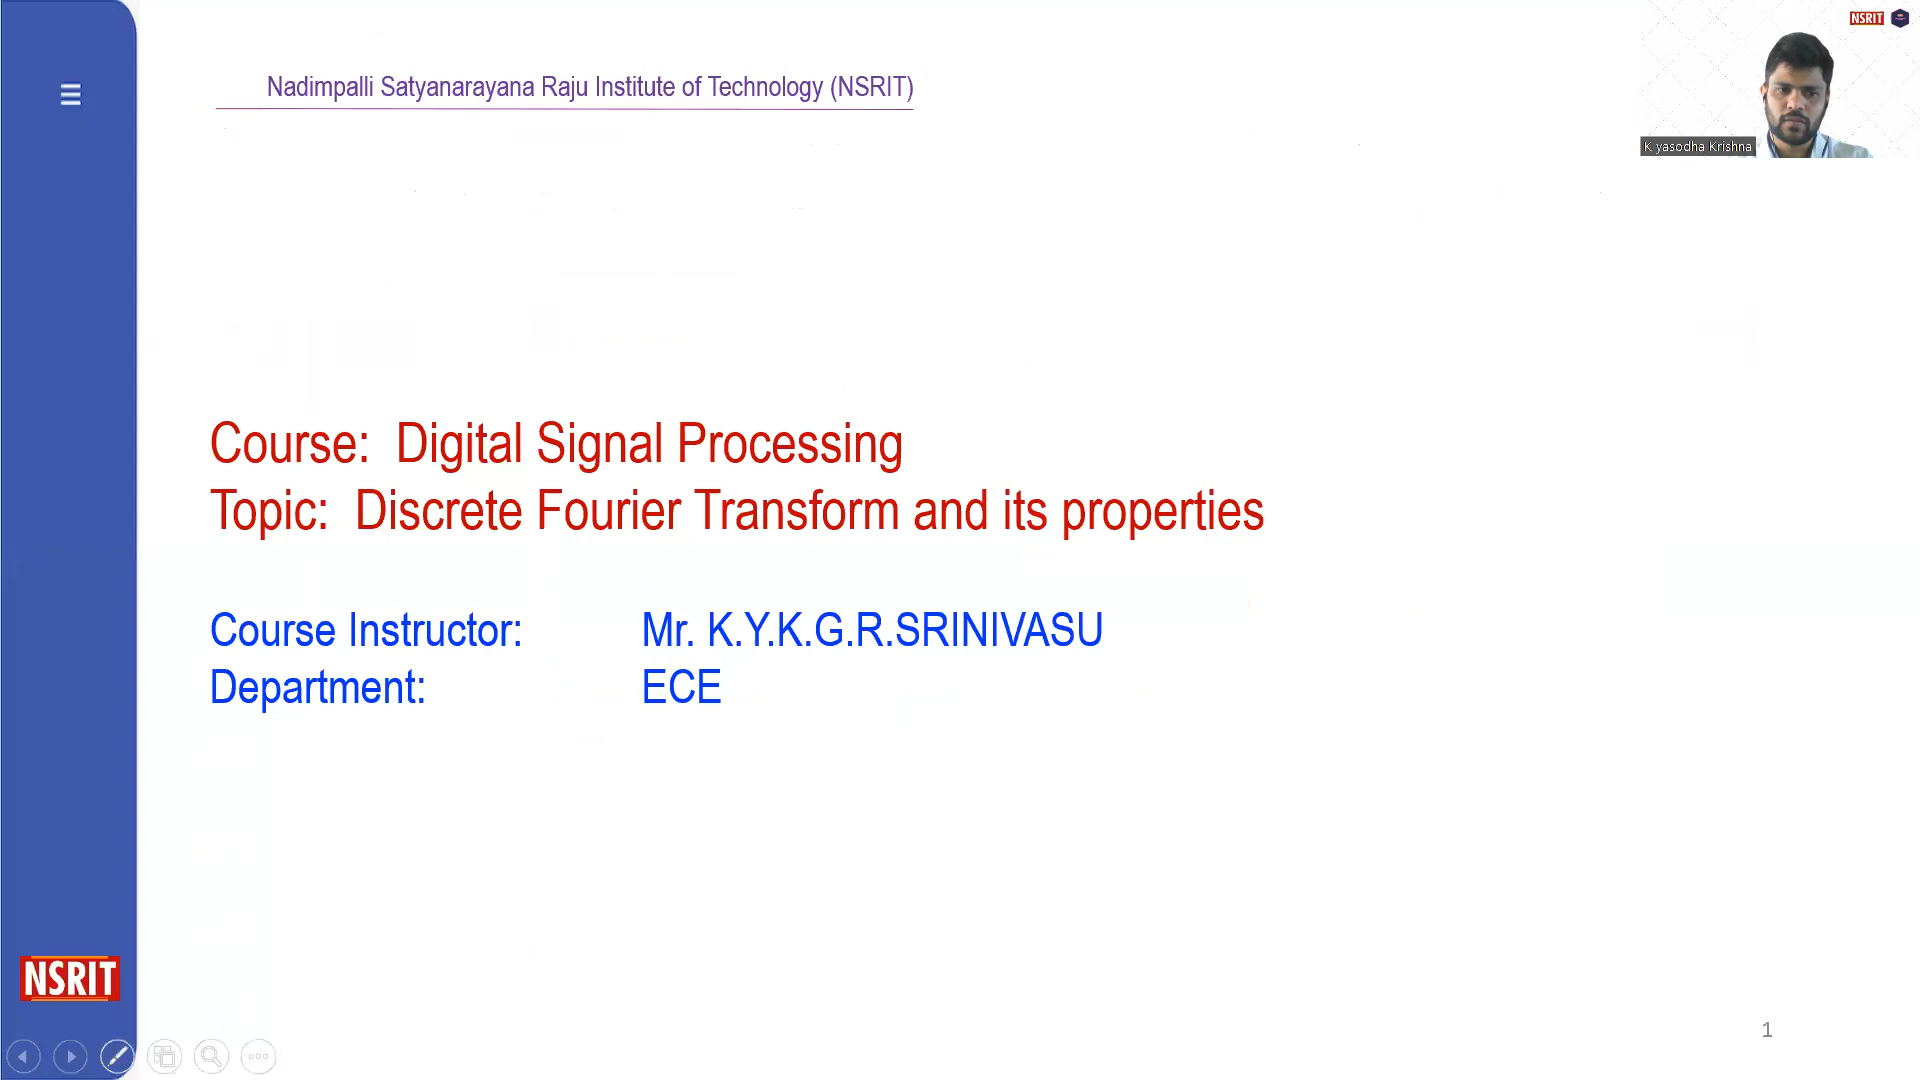 NSRIT
Nadimpalli Satyanarayana Raju Institute of Technology (NSRIT)
K yasodha Krishna
Course: Digital Signal Processing
Topic: Discrete Fourier Transform and its properties
Course Instructor: Mr. K.Y.K.G.R.SRINIVASU
Department: ECE
NSRIT
1